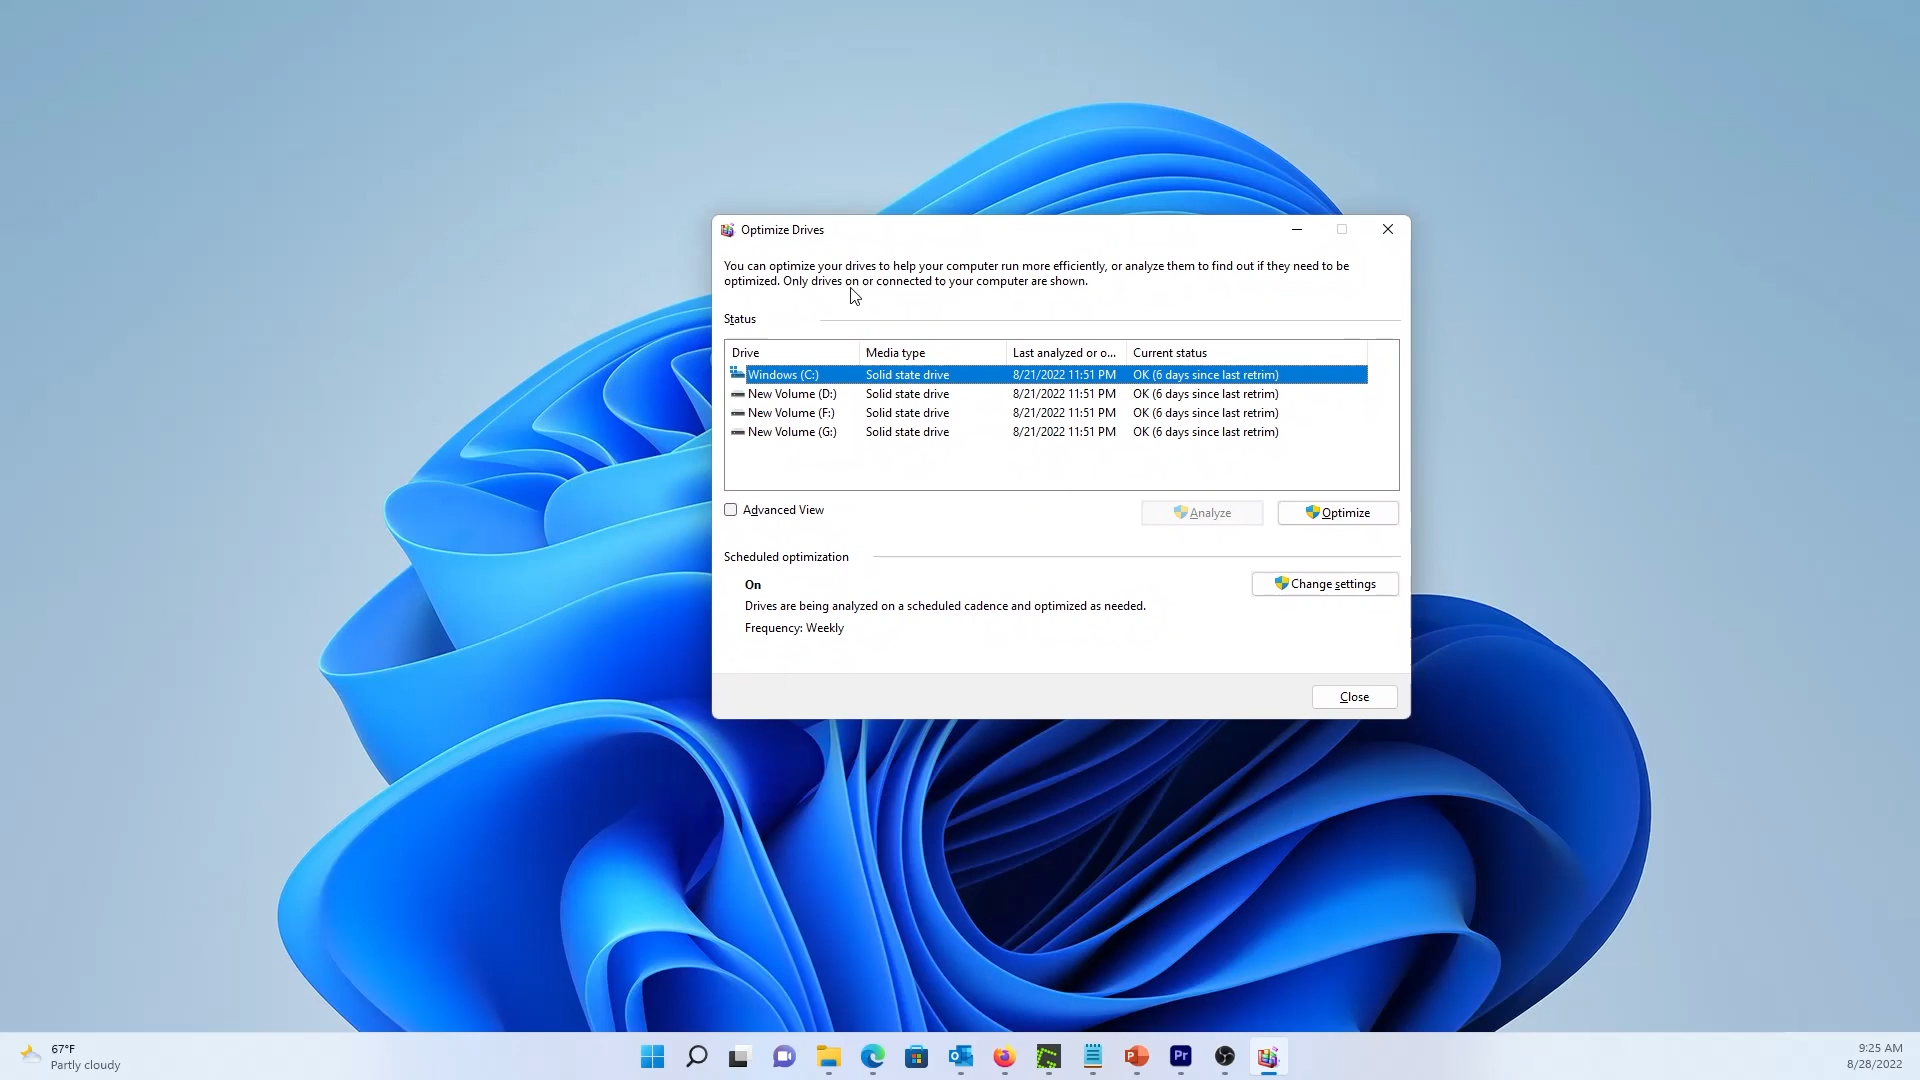 Optimize Drives
You can optimize your drives to help your computer run more efficiently, or analyze them to find out if they need to be
optimized. Only drives on or connected to your computer are shown.
Status
Drive Media type Last analyzed or o... Current status
Windows (C:) Solid state drive 8/21/2022 11:51 PM OK (6 days since last retrim)
New Volume (D:) Solid state drive 8/21/2022 11:51 PM OK (6 days since last retrim)
New Volume (F:) Solid state drive 8/21/2022 11:51 PM OK (6 days since last retrim)
New Volume (G:) Solid state drive 8/21/2022 11:51 PM OK (6 days since last retrim)
Advanced View Analyze Optimize
Scheduled optimization
On Change settings
Drives are being analyzed on a scheduled cadence and optimized as needed.
Frequency: Weekly
Close
67°F
Partly cloudy
P
Pr
9:25 AM
8/28/2022